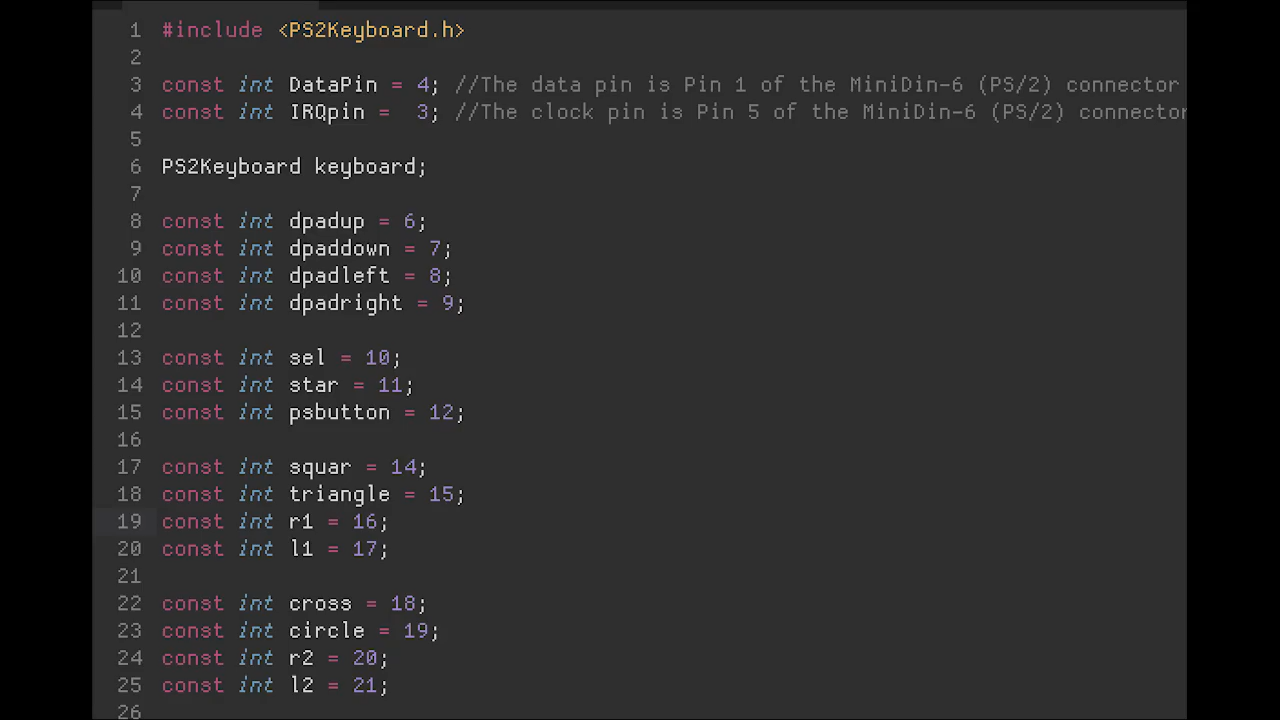 1 #include <PS2Keyboard.h>
2
3 const int DataPin = 4; //The data pin is Pin 1 of the MiniDin-6 (PS/2) connector
4 const int IRQpin =  3; //The clock pin is Pin 5 of the MiniDin-6 (PS/2) connector
5
6 PS2Keyboard keyboard;
7
8 const int dpadup = 6;
9 const int dpaddown = 7;
10 const int dpadleft = 8;
11 const int dpadright = 9;
12
13 const int sel = 10;
14 const int star = 11;
15 const int psbutton = 12;
16
17 const int squar = 14;
18 const int triangle = 15;
19 const int r1 = 16;
20 const int l1 = 17;
21
22 const int cross = 18;
23 const int circle = 19;
24 const int r2 = 20;
25 const int l2 = 21;
26